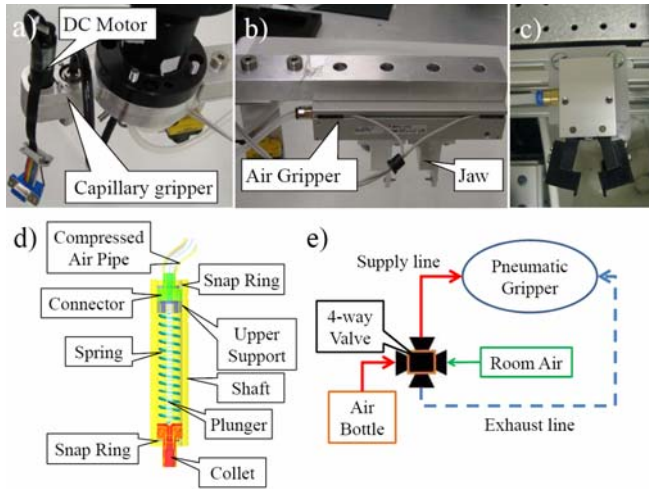 a)
DC Motor
Capillary gripper
b)
Air Gripper
Jaw
c)
d)
Compressed
Air Pipe
Snap Ring
Connector
Upper
Support
Spring
Shaft
Plunger
Snap Ring
Collet
e)
Supply line
Pneumatic
Gripper
4-way
Valve
Room Air
Air
Bottle
Exhaust line